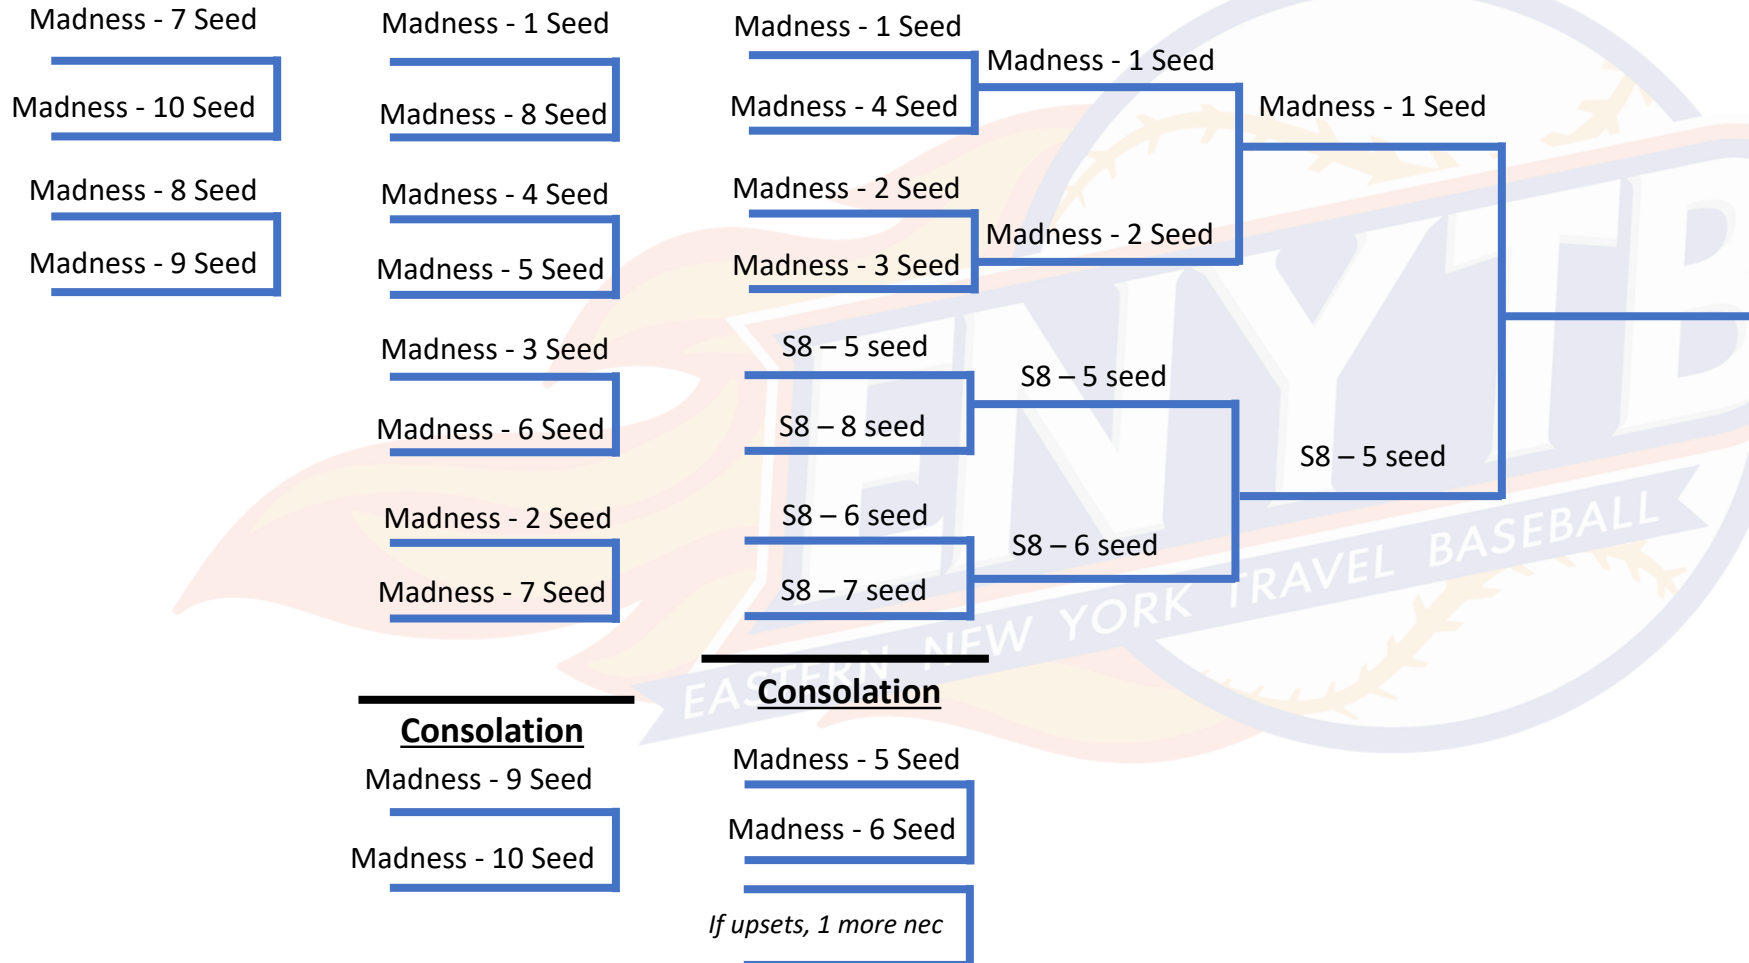 Madness - 7 Seed
Madness - 10 Seed
Madness - 8 Seed
Madness - 9 Seed
Madness - 1 Seed
Madness - 8 Seed
Madness - 4 Seed
Madness - 5 Seed
Madness - 3 Seed
Madness - 6 Seed
Madness - 2 Seed
Madness - 7 Seed
Consolation
Madness - 9 Seed
Madness - 10 Seed
Madness - 1 Seed
Madness - 4 Seed
Madness - 2 Seed
Madness - 3 Seed
S8 – 5 seed
S8 – 8 seed
S8 – 6 seed
S8 – 7 seed
Consolation
Madness - 5 Seed
Madness - 6 Seed
If upsets, 1 more nec
Madness - 1 Seed
Madness - 2 Seed
S8 – 5 seed
S8 – 6 seed
Madness - 1 Seed
S8 – 5 seed
ENYTB
EASTERN NEW YORK TRAVEL BASEBALL